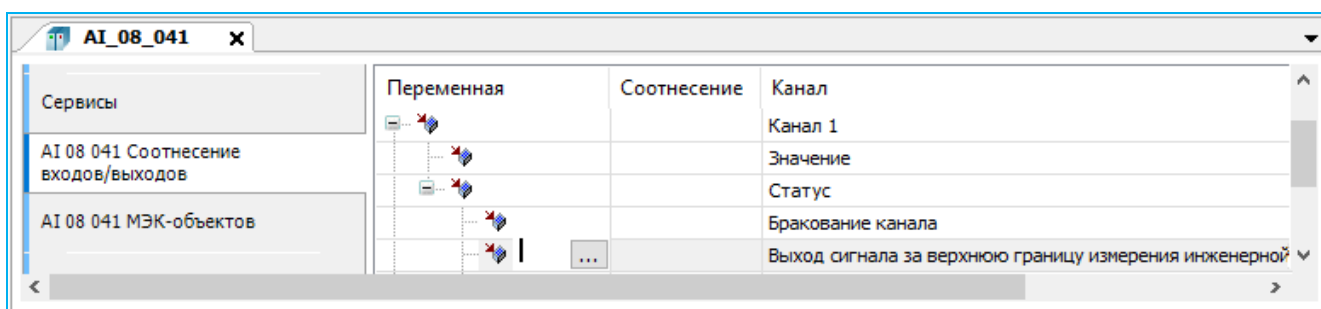 AI_08_041
Сервисы
AI 08 041 Соотнесение
входов/выходов
AI 08 041 МЭК-объектов
Переменная Соотнесение Канал
Канал 1
Значение
Статус
Бракование канала
... Выход сигнала за верхнюю границу измерения инженерной